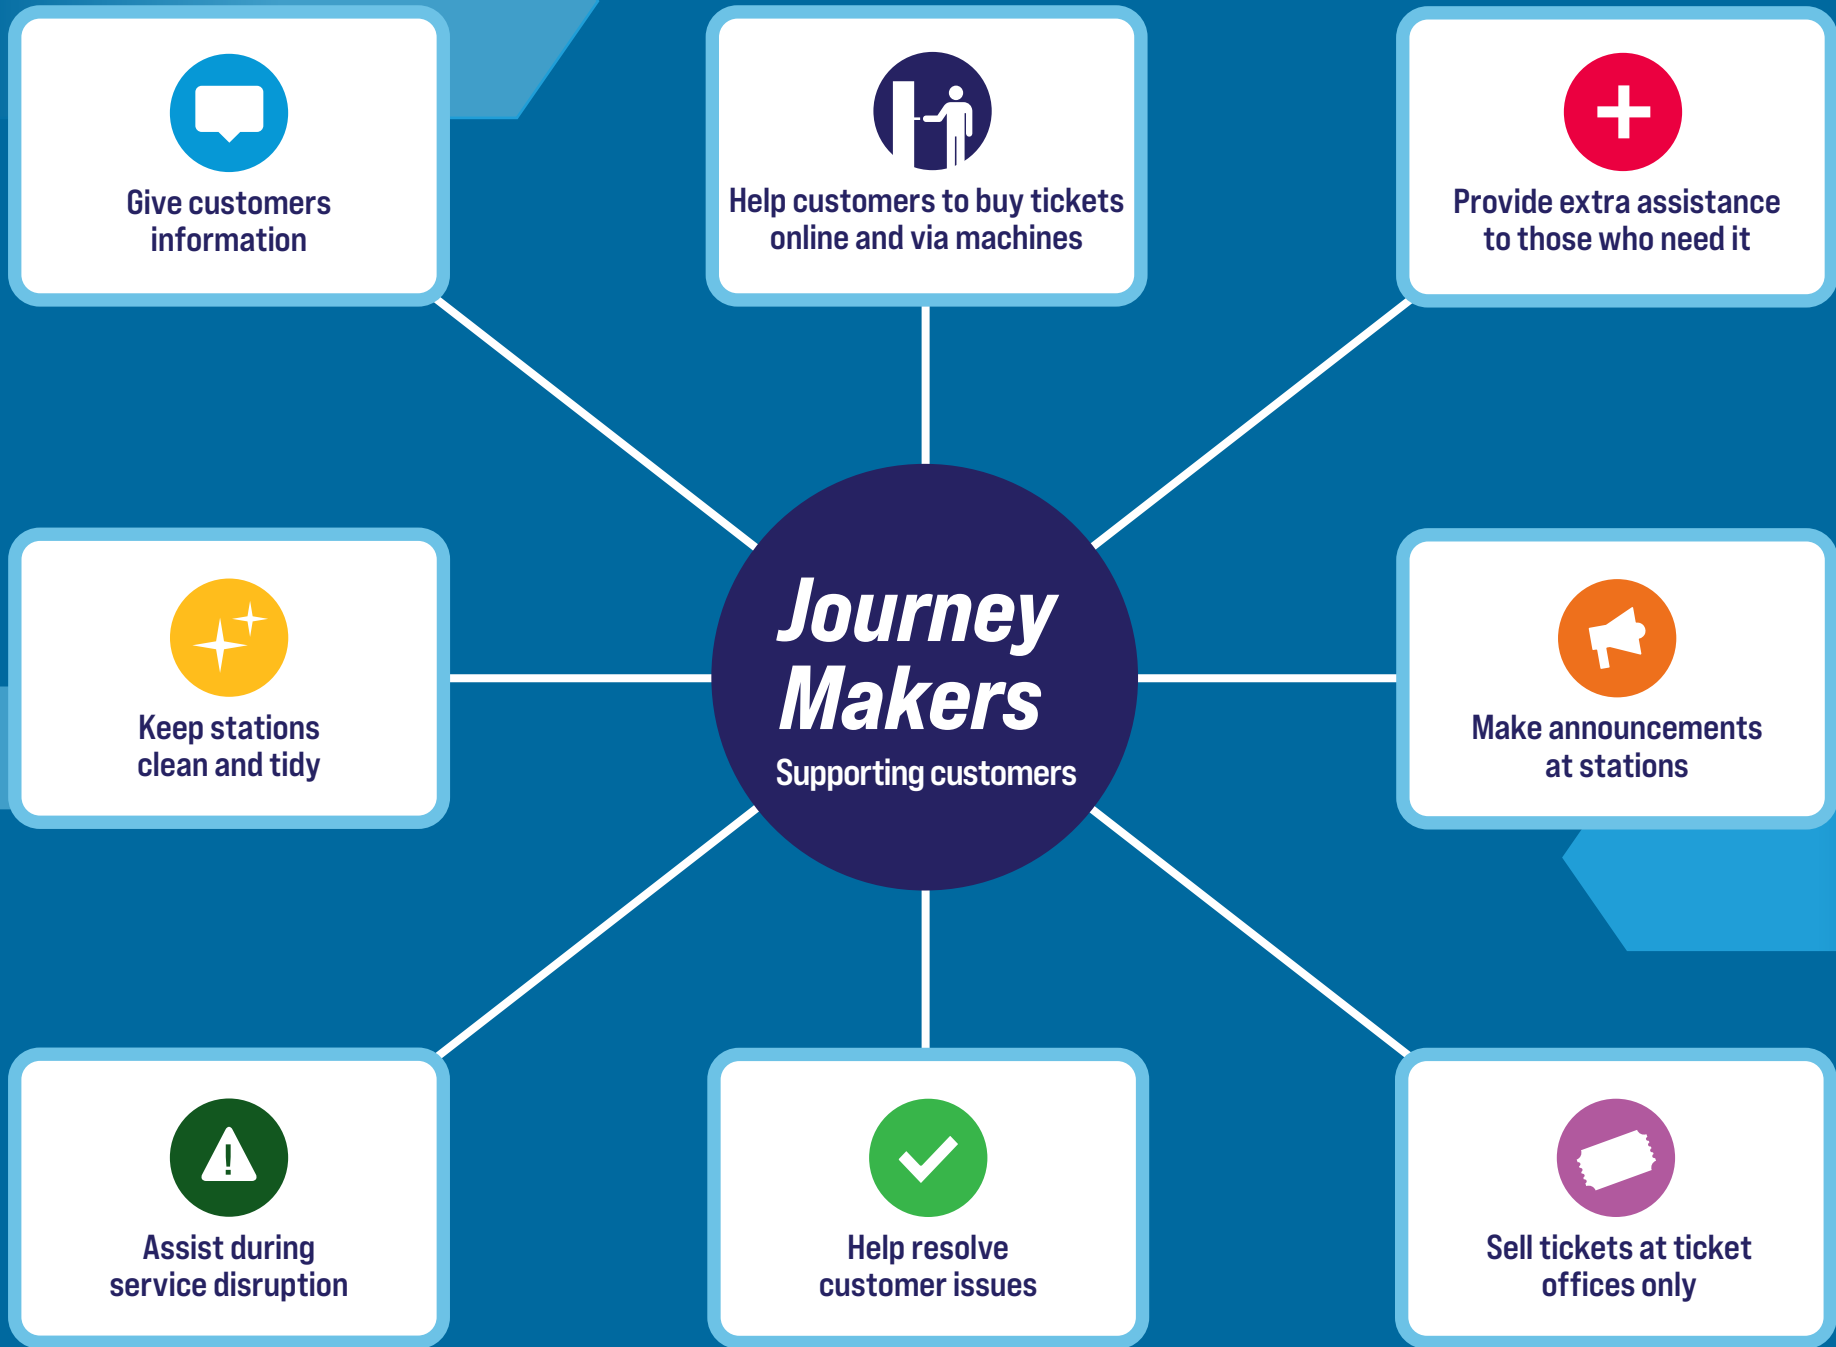 Give customers
information
Help customers to buy tickets
online and via machines
Provide extra assistance
to those who need it
Keep stations
clean and tidy
Journey
Makers
Supporting customers
Make announcements
at stations
Assist during
service disruption
Help resolve
customer issues
Sell tickets at ticket
offices only